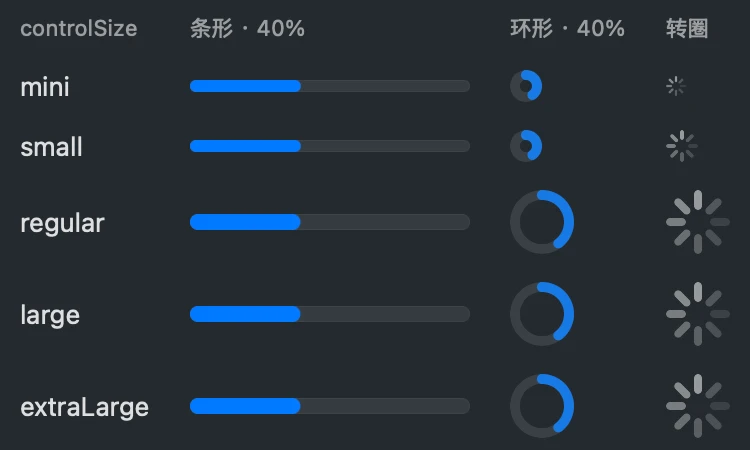 controlSize 条形 · 40% 环形 · 40% 转圈
mini
small
regular
large
extraLarge